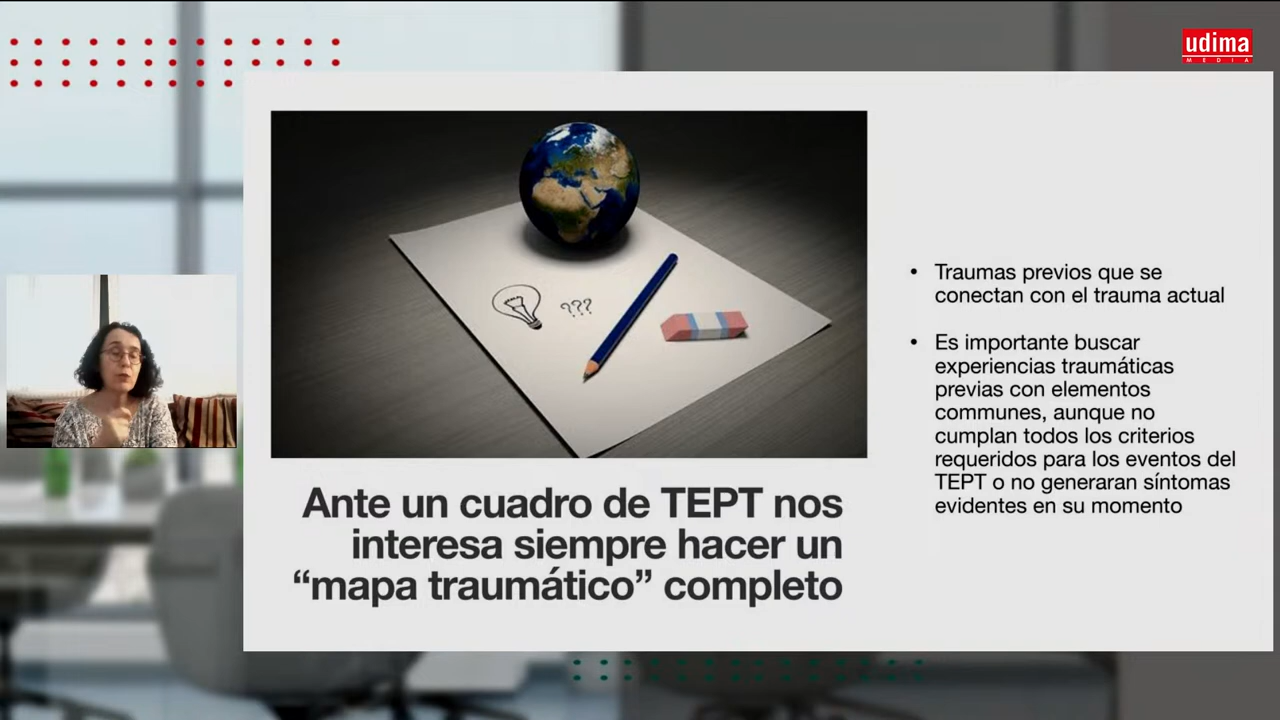 udima
MEDIA
???
Ante un cuadro de TEPT nos
interesa siempre hacer un
“mapa traumático” completo
• Traumas previos que se
conectan con el trauma actual
• Es importante buscar
experiencias traumáticas
previas con elementos
communes, aunque no
cumplan todos los criterios
requeridos para los eventos del
TEPT o no generaran síntomas
evidentes en su momento